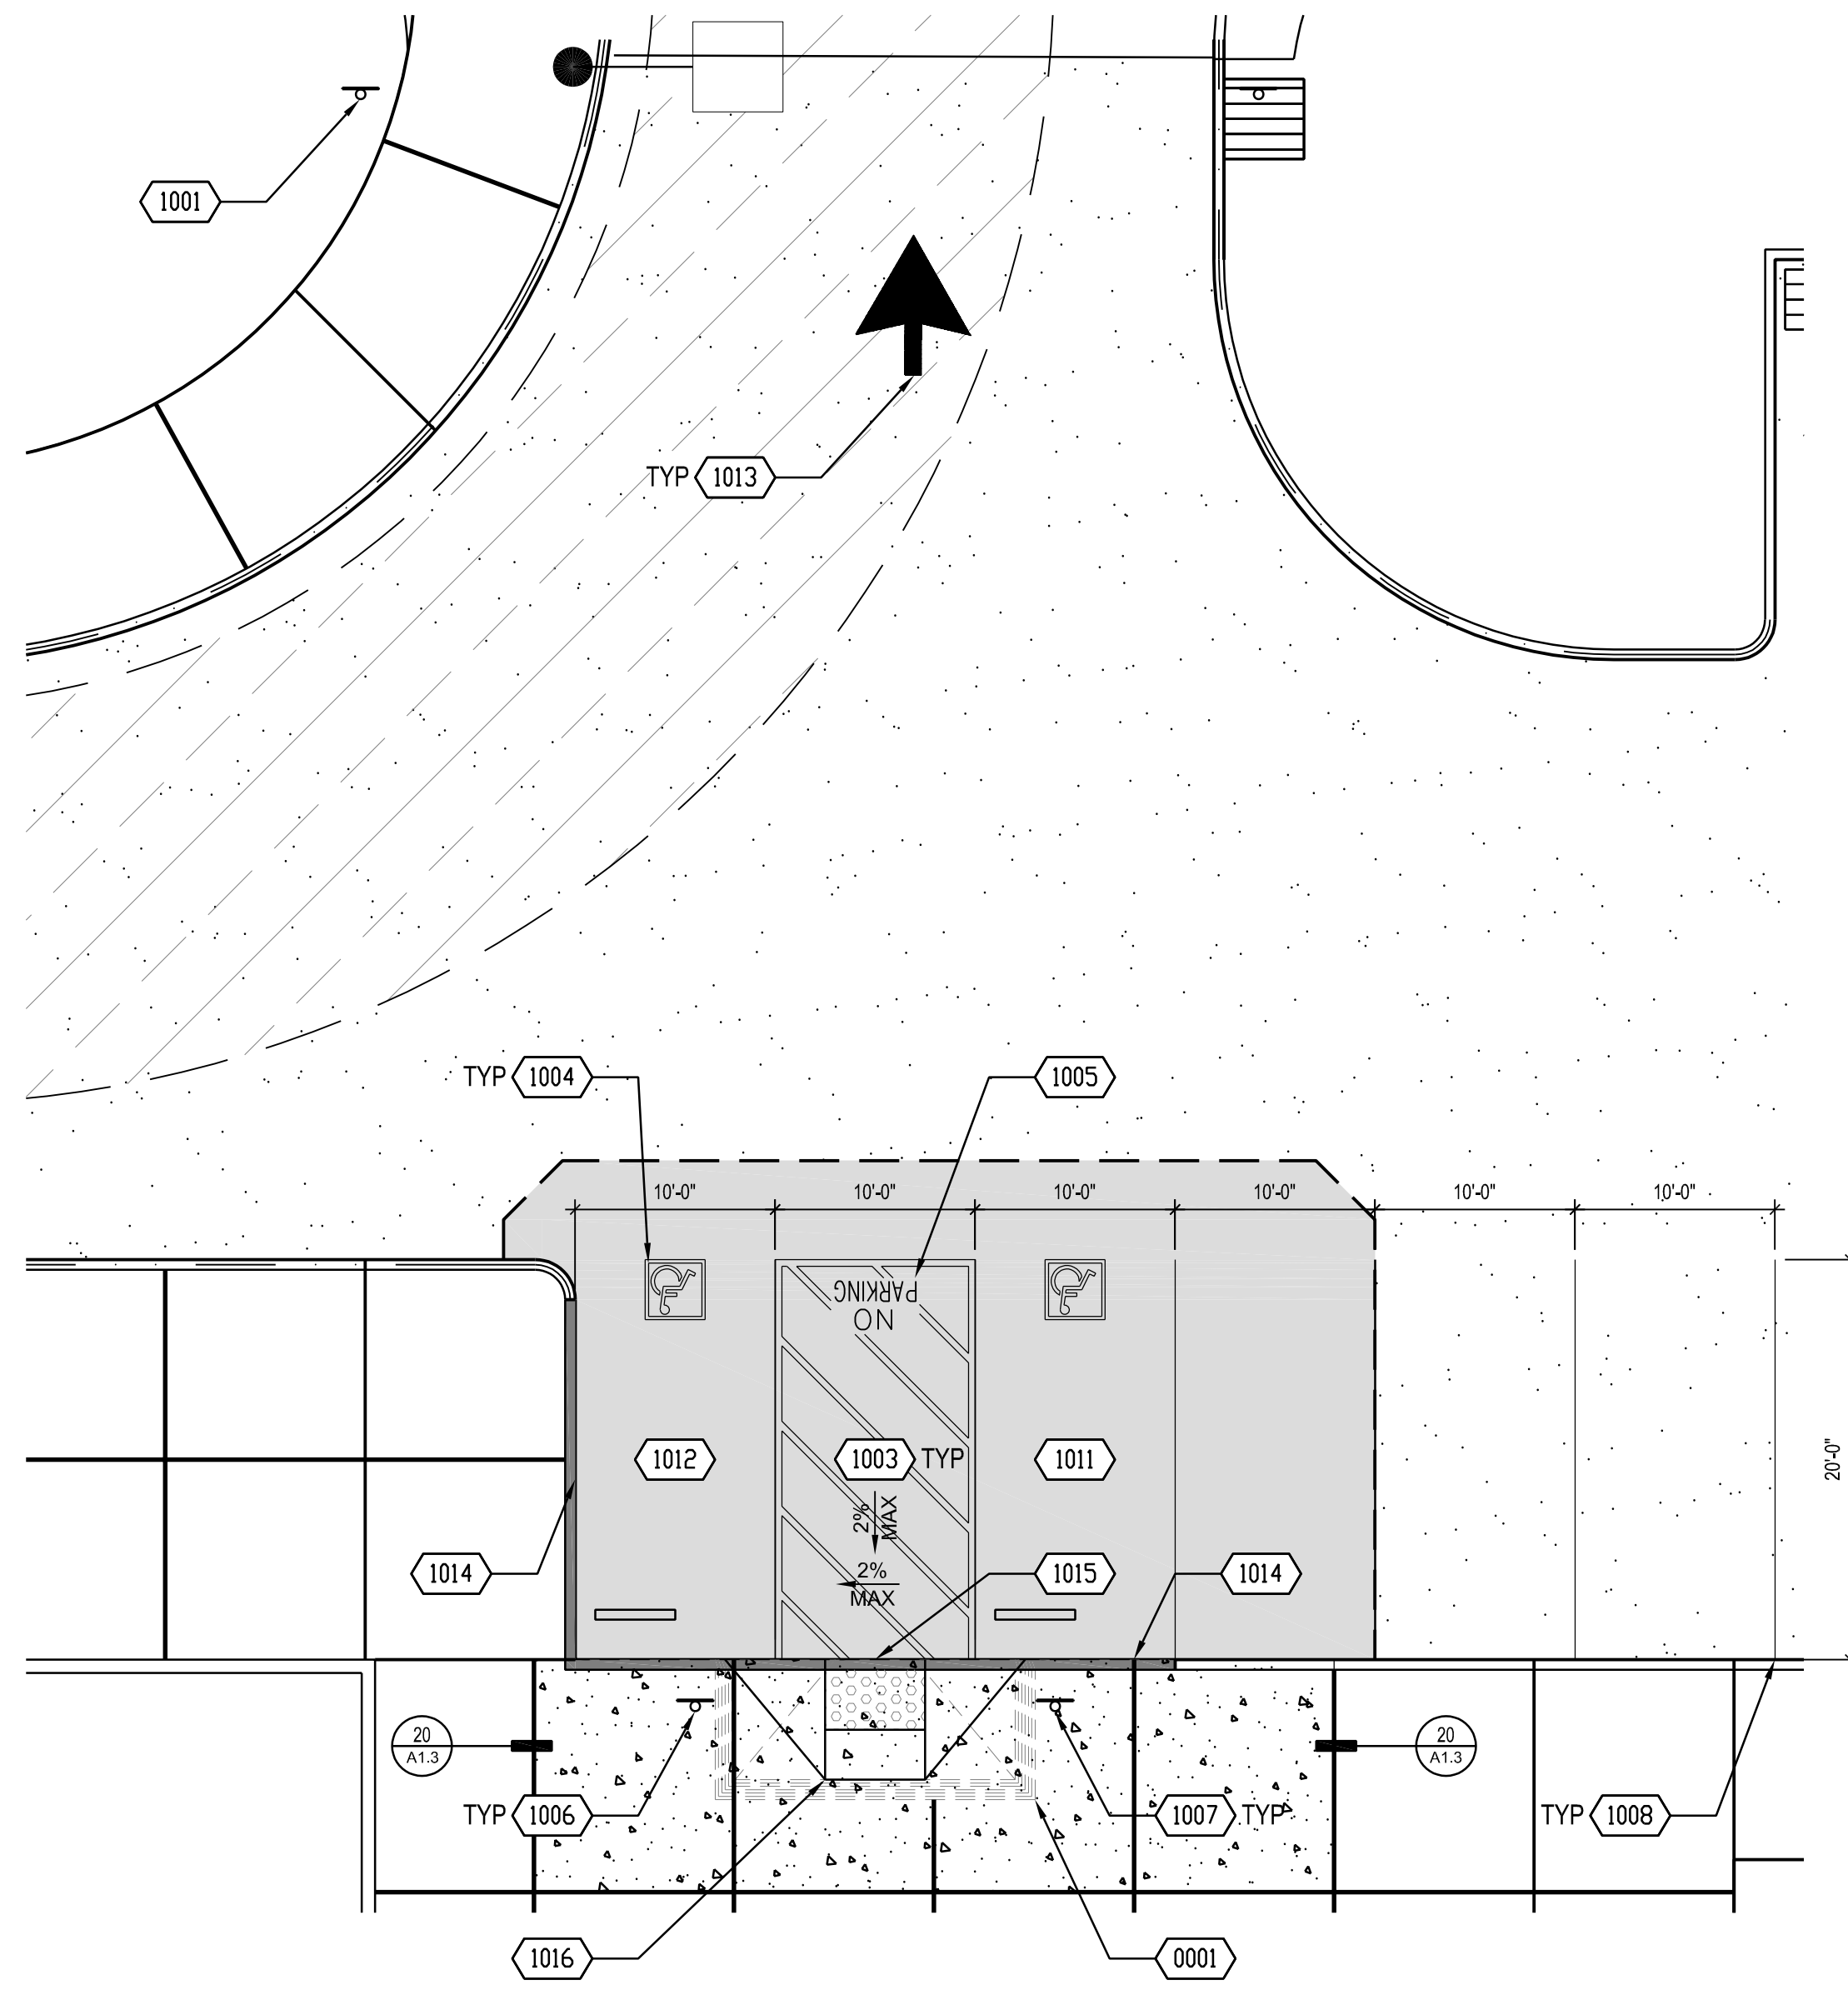 1001
TYP 1013
TYP 1004
1005
10'-0" 10'-0" 10'-0" 10'-0" 10'-0" 10'-0"
NO
PARKING
1012
1003 TYP
1011
20'-0"
2%
MAX
2%
MAX
1014
1015
1014
20
A1.3
20
A1.3
TYP 1006
1007 TYP
TYP 1008
1016
0001